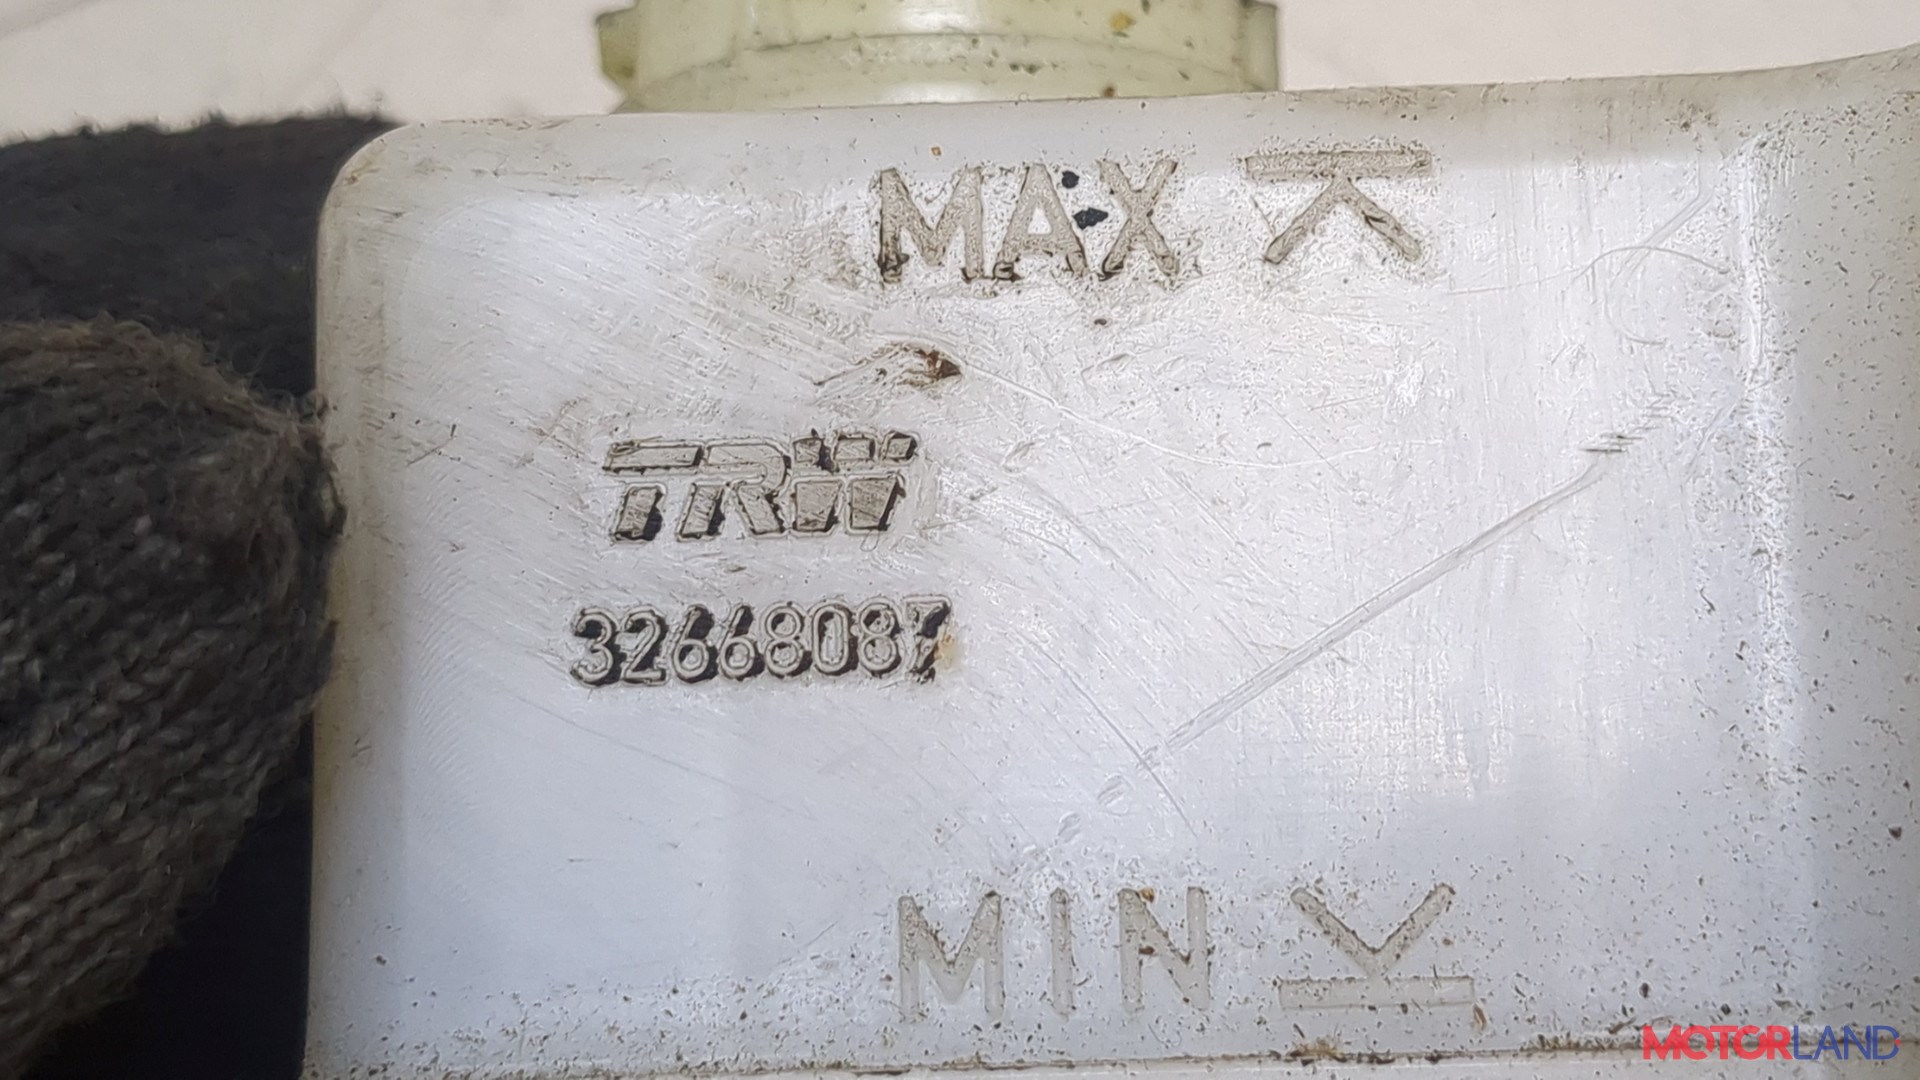 MAX
TRW
32668087
MIN
MOTORLAND